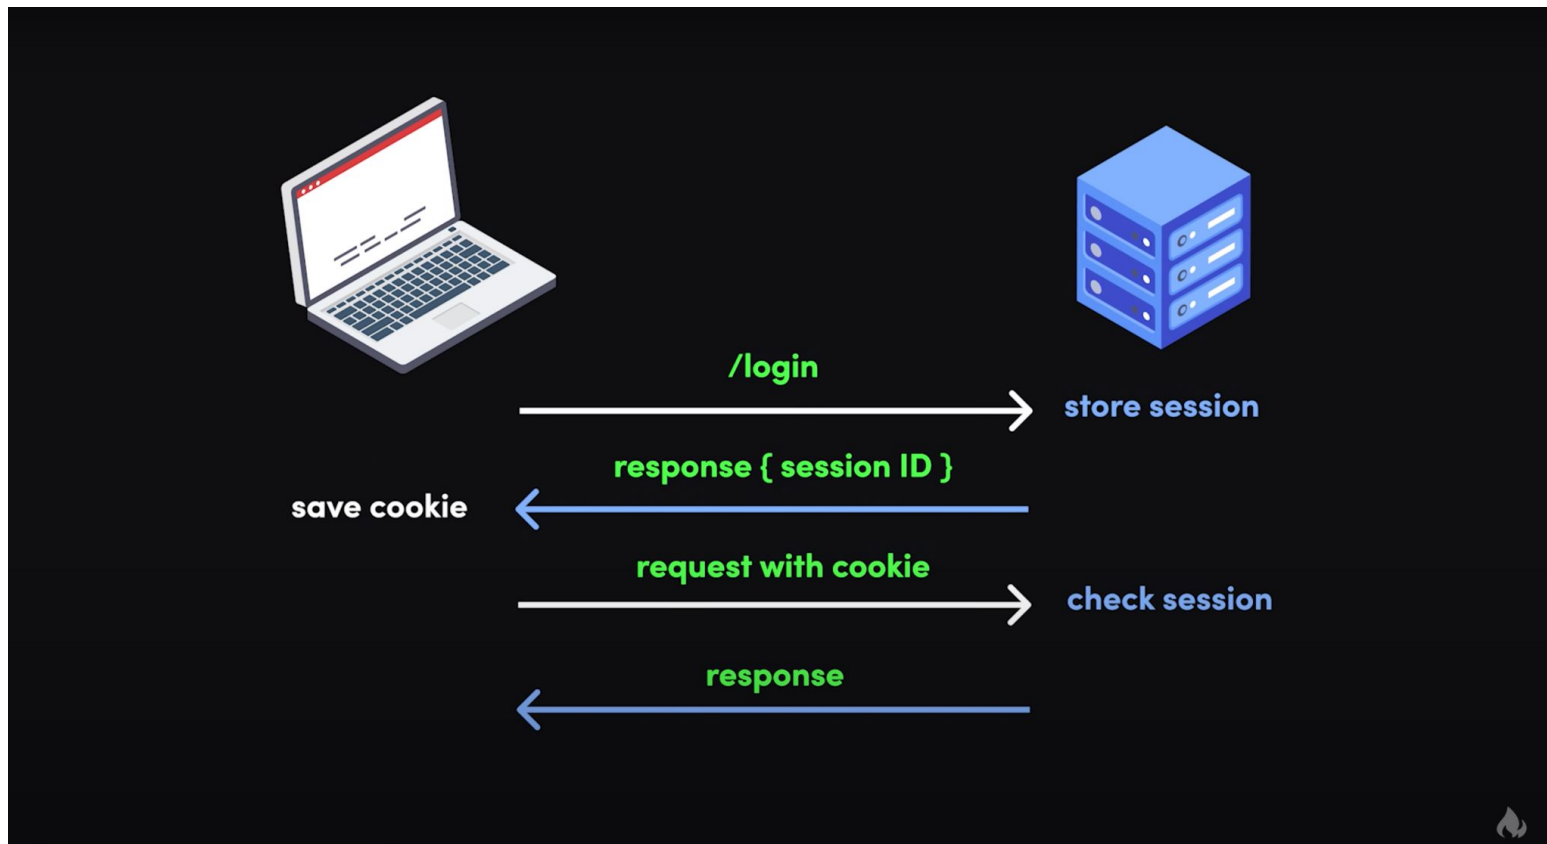 /login
store session
response { session ID }
save cookie
request with cookie
check session
response